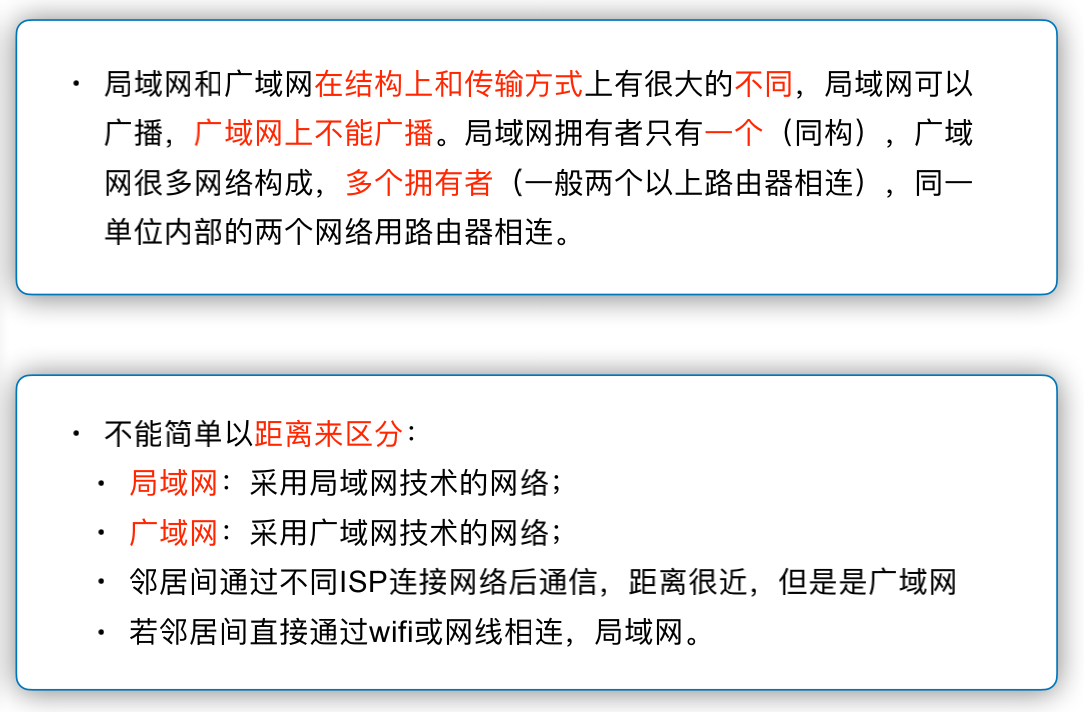 • 局域网和广域网在结构上和传输方式上有很大的不同，局域网可以
广播，广域网上不能广播。局域网拥有者只有一个（同构），广域
网很多网络构成，多个拥有者（一般两个以上路由器相连），同一
单位内部的两个网络用路由器相连。
• 不能简单以距离来区分：
• 局域网：采用局域网技术的网络；
• 广域网：采用广域网技术的网络；
• 邻居间通过不同ISP连接网络后通信，距离很近，但是是广域网
• 若邻居间直接通过wifi或网线相连，局域网。